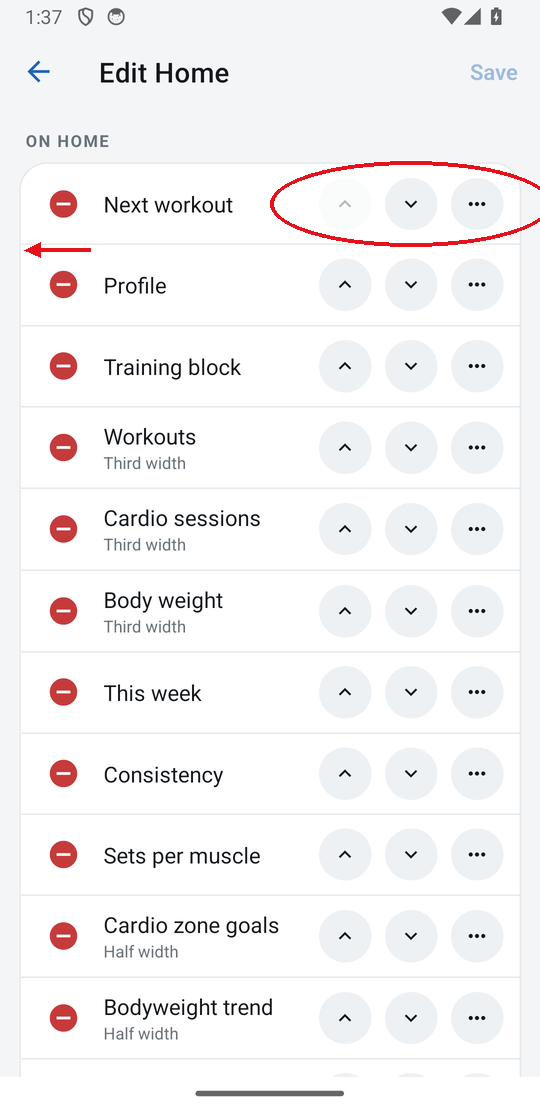 1:37
Edit Home
Save
ON HOME
Next workout
Profile
Training block
Workouts
Third width
Cardio sessions
Third width
Body weight
Third width
This week
Consistency
Sets per muscle
Cardio zone goals
Half width
Bodyweight trend
Half width